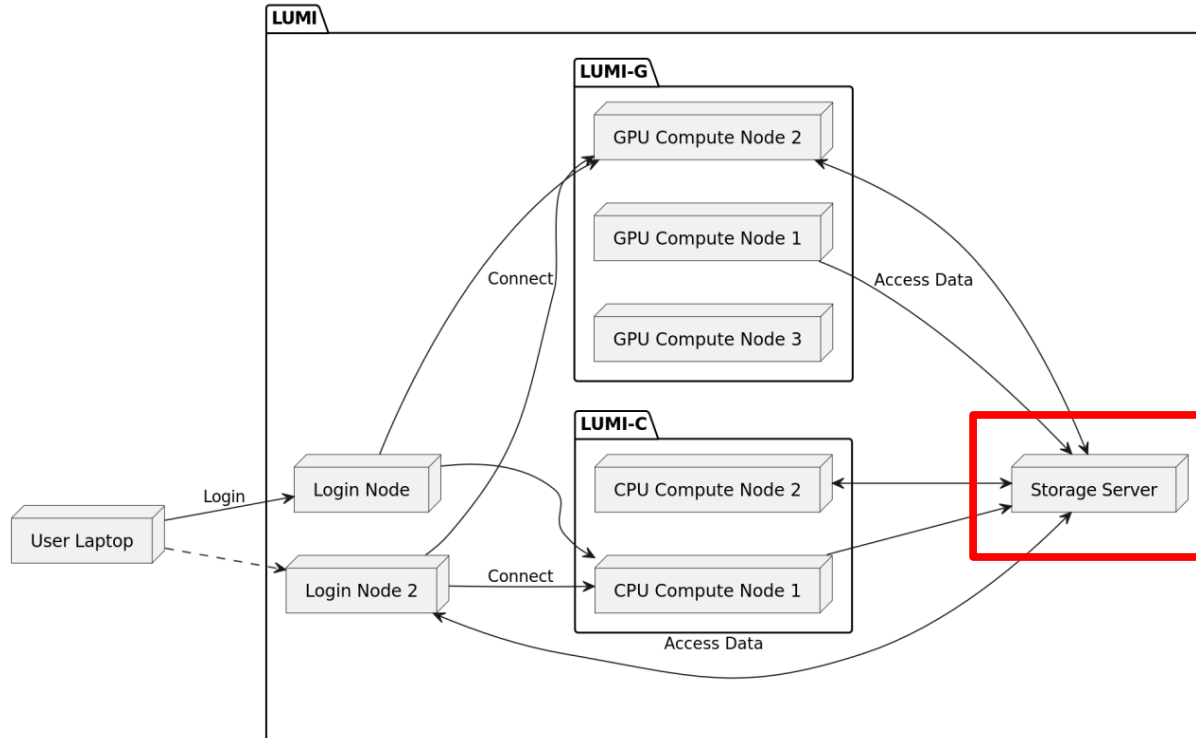 LUMI
LUMI-G
GPU Compute Node 2
GPU Compute Node 1
Connect
Access Data
GPU Compute Node 3
LUMI-C
CPU Compute Node 2
Login Node
Storage Server
Login
User Laptop
Connect
Login Node 2
CPU Compute Node 1
Access Data